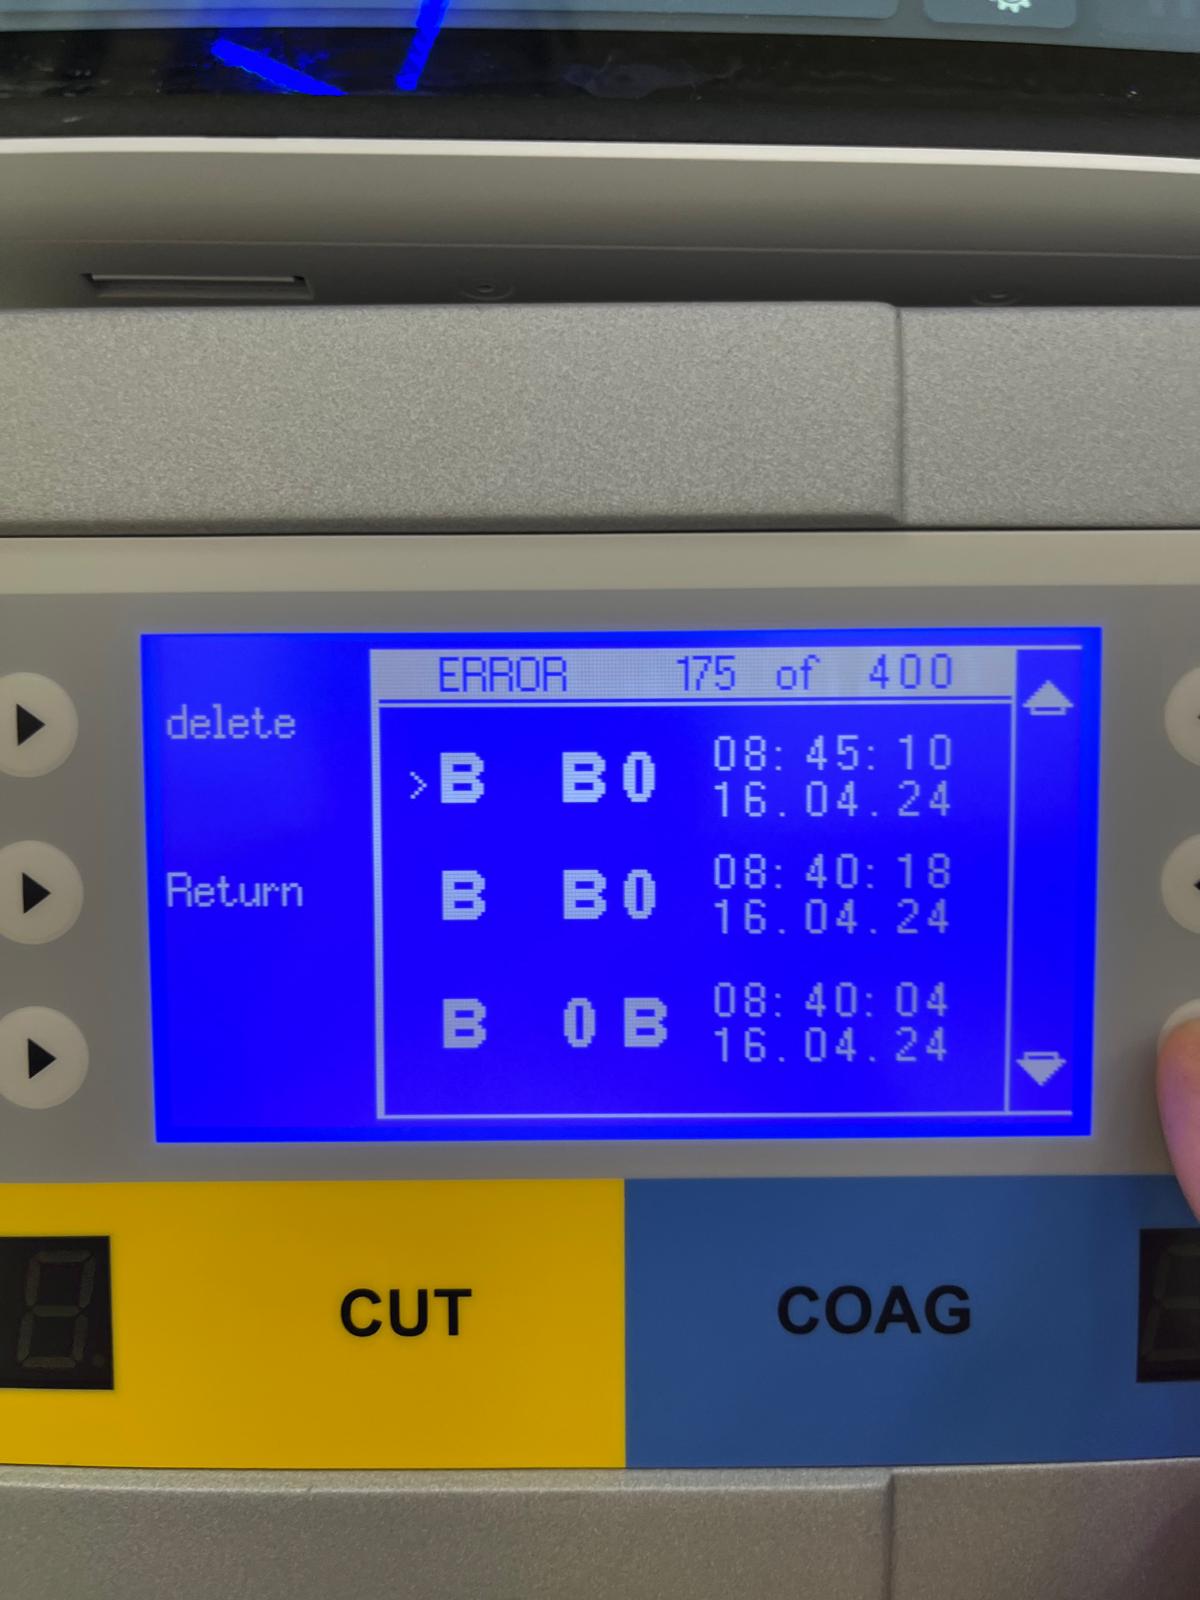 delete
Return
ERROR 175 of 400
>B B0 08:45:10
16.04.24
B B0 08:40:18
16.04.24
B 0B 08:40:04
16.04.24
CUT
COAG